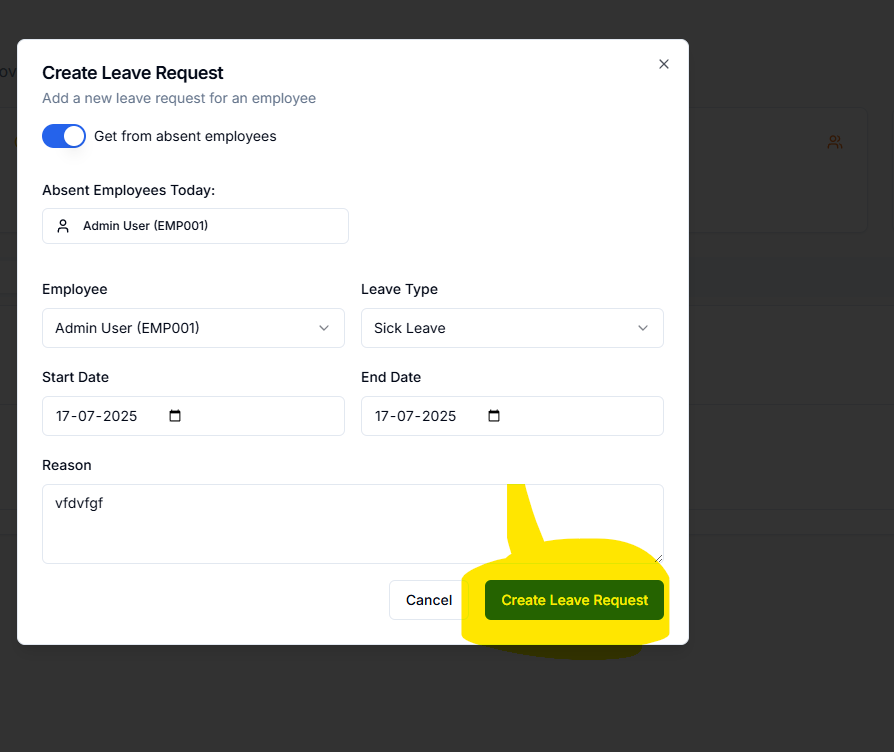 ov
Create Leave Request
Add a new leave request for an employee
Get from absent employees
Absent Employees Today:
Admin User (EMP001)
Employee
Leave Type
Admin User (EMP001)
Sick Leave
Start Date
End Date
17-07-2025
17-07-2025
Reason
vfdvfgf
Cancel
Create Leave Request